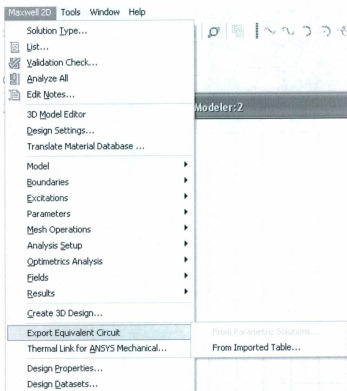 Maxwell 2D Tools Window Help
Solution Type...
List...
Validation Check...
Analyze All
Edit Notes...
Modeler:2
3D Model Editor
Design Settings...
Translate Material Database ...
Model
Boundaries
Excitations
Parameters
Mesh Operations
Analysis Setup
Optimetrics Analysis
Fields
Results
Create 3D Design...
Export Equivalent Circuit
From Parametric Solutions...
Thermal Link for ANSYS Mechanical...
From Imported Table...
Design Properties...
Design Datasets...